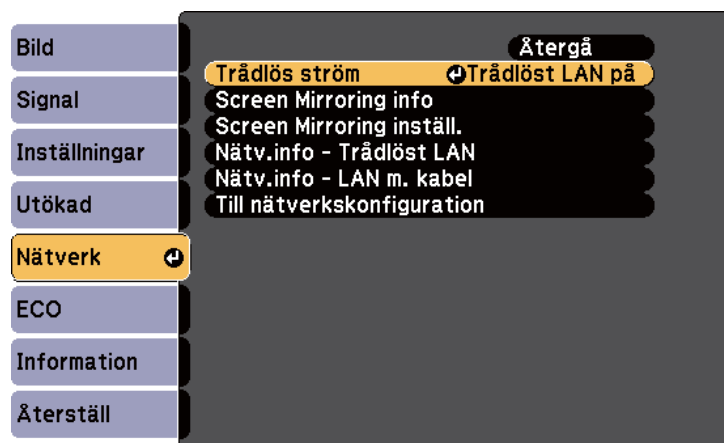 Bild
Signal
Inställningar
Utökad
Nätverk
ECO
Information
Återställ
Återgå
Trådlös ström Trådlöst LAN på
Screen Mirroring info
Screen Mirroring inställ.
Nätv.info - Trådlöst LAN
Nätv.info - LAN m. kabel
Till nätverkskonfiguration